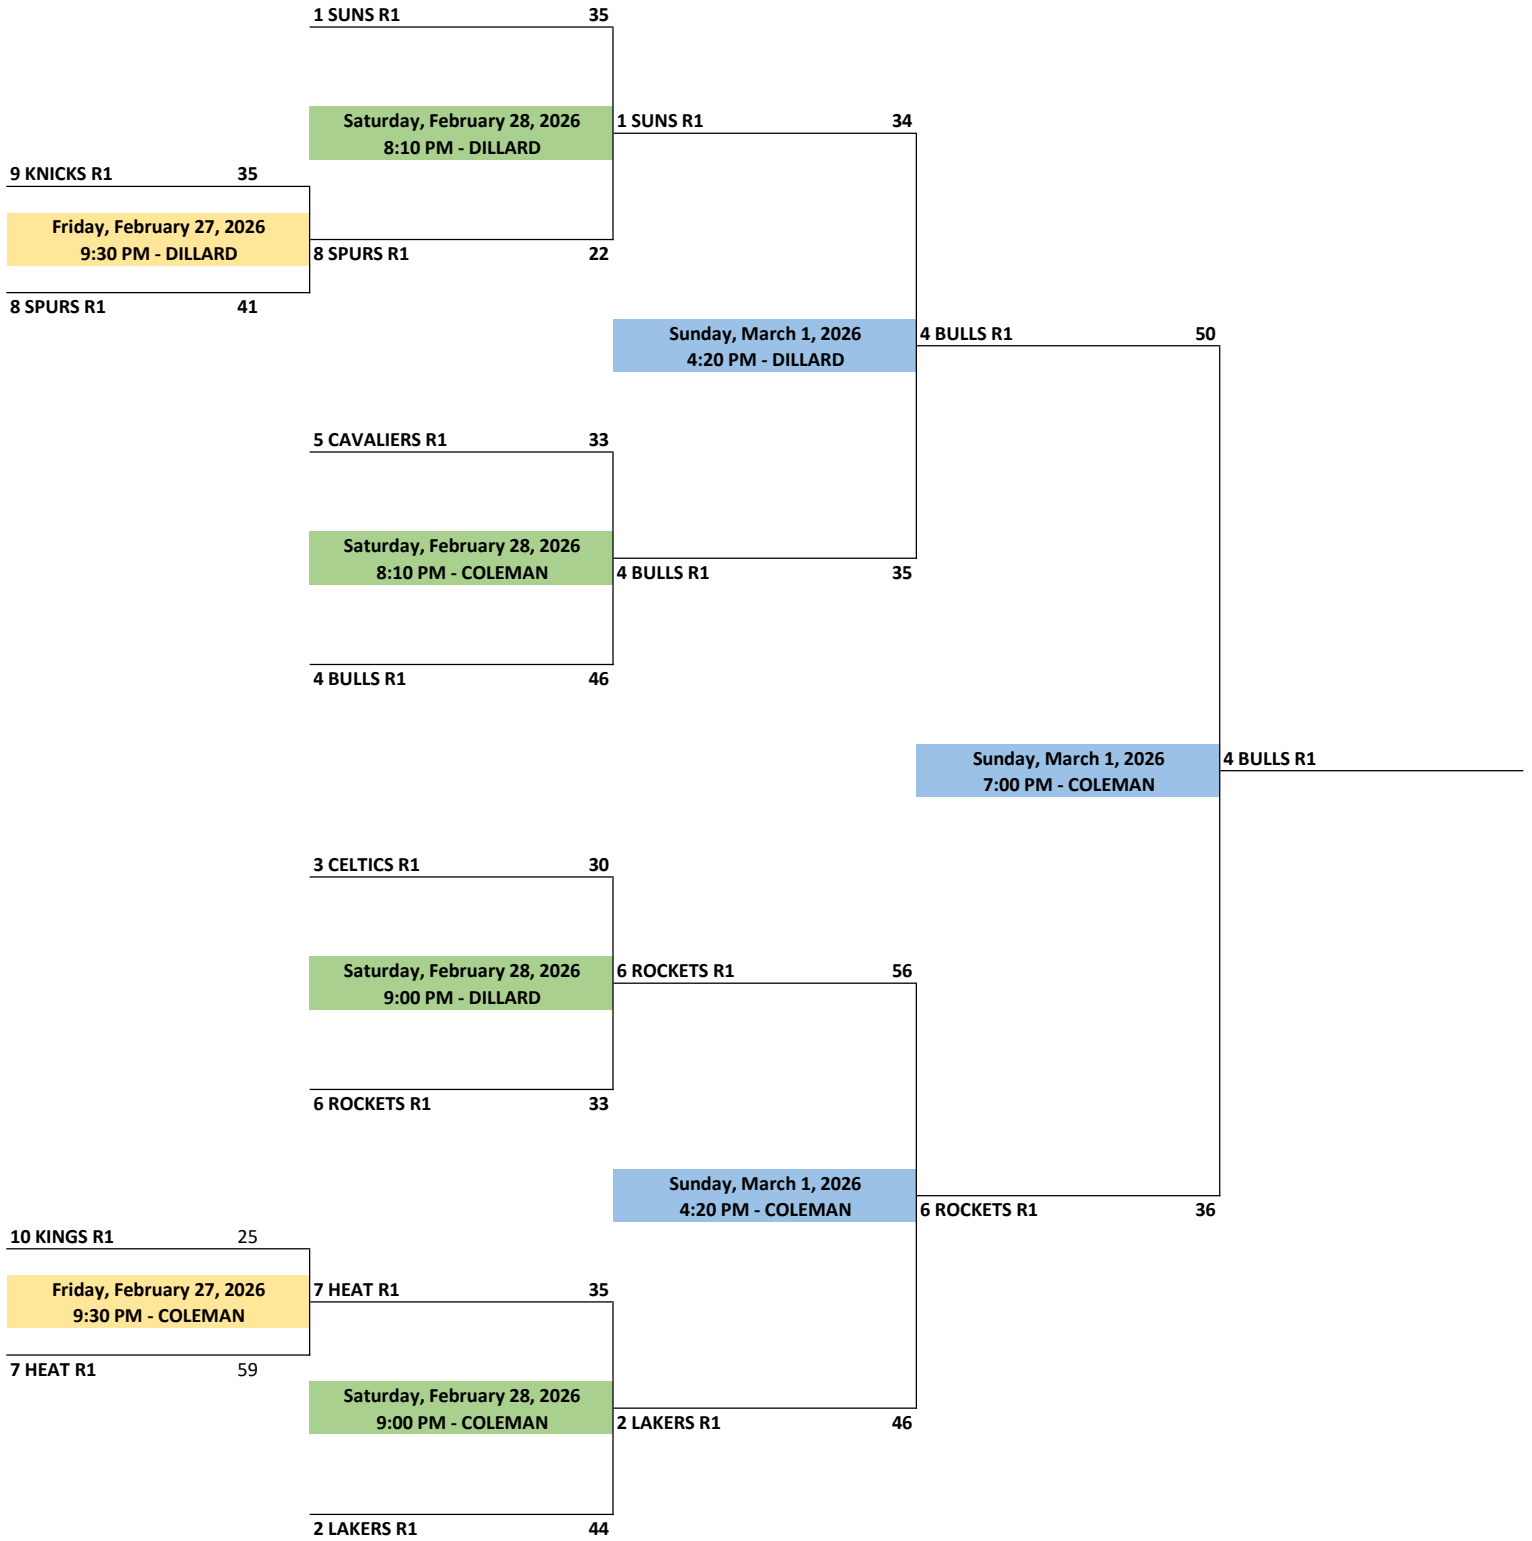 1 SUNS R1 35
Saturday, February 28, 2026
8:10 PM - DILLARD
1 SUNS R1 34
9 KNICKS R1 35
Friday, February 27, 2026
9:30 PM - DILLARD
8 SPURS R1 22
8 SPURS R1 41
Sunday, March 1, 2026
4:20 PM - DILLARD
4 BULLS R1 50
5 CAVALIERS R1 33
Saturday, February 28, 2026
8:10 PM - COLEMAN
4 BULLS R1 35
4 BULLS R1 46
Sunday, March 1, 2026
7:00 PM - COLEMAN
4 BULLS R1
3 CELTICS R1 30
Saturday, February 28, 2026
9:00 PM - DILLARD
6 ROCKETS R1 56
6 ROCKETS R1 33
Sunday, March 1, 2026
4:20 PM - COLEMAN
6 ROCKETS R1 36
10 KINGS R1 25
Friday, February 27, 2026
9:30 PM - COLEMAN
7 HEAT R1 35
7 HEAT R1 59
Saturday, February 28, 2026
9:00 PM - COLEMAN
2 LAKERS R1 46
2 LAKERS R1 44